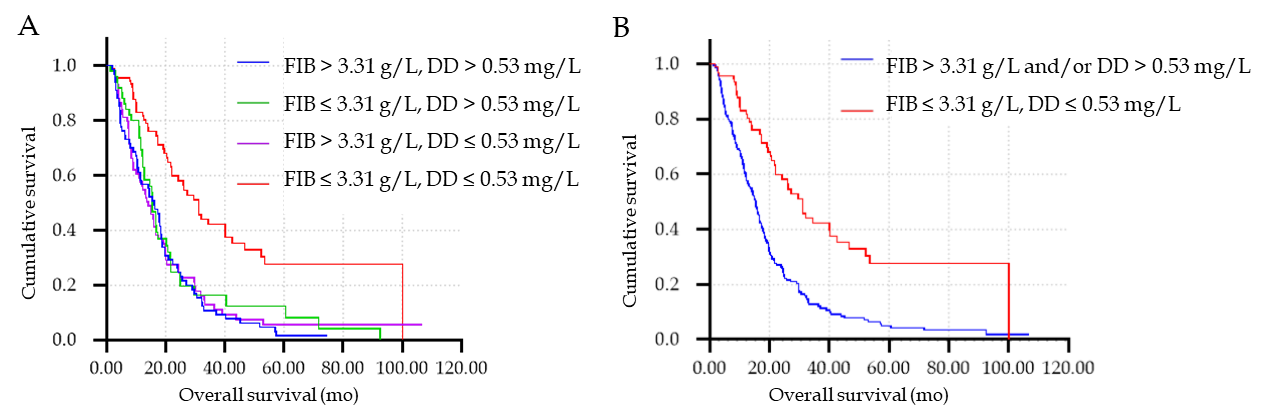 A
B
Cumulative survival
1.0
0.8
0.6
0.4
0.2
0.0
0.00 20.00 40.00 60.00 80.00 100.00 120.00
Overall survival (mo)
FIB > 3.31 g/L, DD > 0.53 mg/L
FIB ≤ 3.31 g/L, DD > 0.53 mg/L
FIB > 3.31 g/L, DD ≤ 0.53 mg/L
FIB ≤ 3.31 g/L, DD ≤ 0.53 mg/L
Cumulative survival
1.0
0.8
0.6
0.4
0.2
0.0
0.00 20.00 40.00 60.00 80.00 100.00 120.00
Overall survival (mo)
FIB > 3.31 g/L and/or DD > 0.53 mg/L
FIB ≤ 3.31 g/L, DD ≤ 0.53 mg/L